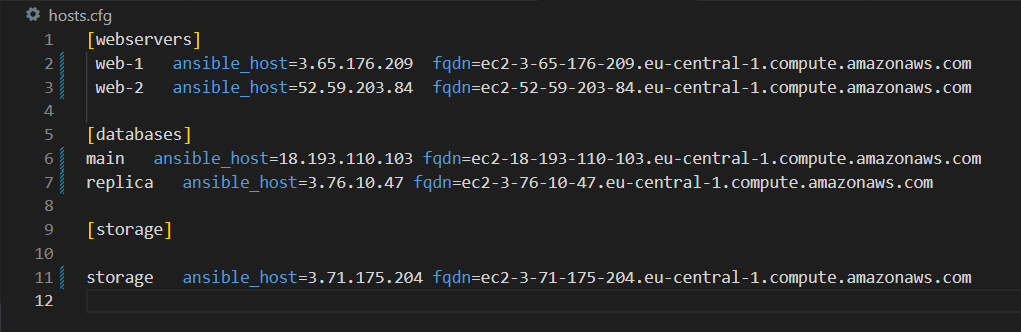 hosts.cfg
1 [webservers]
2 web-1 ansible_host=3.65.176.209 fqdn=ec2-3-65-176-209.eu-central-1.compute.amazonaws.com
3 web-2 ansible_host=52.59.203.84 fqdn=ec2-52-59-203-84.eu-central-1.compute.amazonaws.com
4
5 [databases]
6 main ansible_host=18.193.110.103 fqdn=ec2-18-193-110-103.eu-central-1.compute.amazonaws.com
7 replica ansible_host=3.76.10.47 fqdn=ec2-3-76-10-47.eu-central-1.compute.amazonaws.com
8
9 [storage]
10
11 storage ansible_host=3.71.175.204 fqdn=ec2-3-71-175-204.eu-central-1.compute.amazonaws.com
12